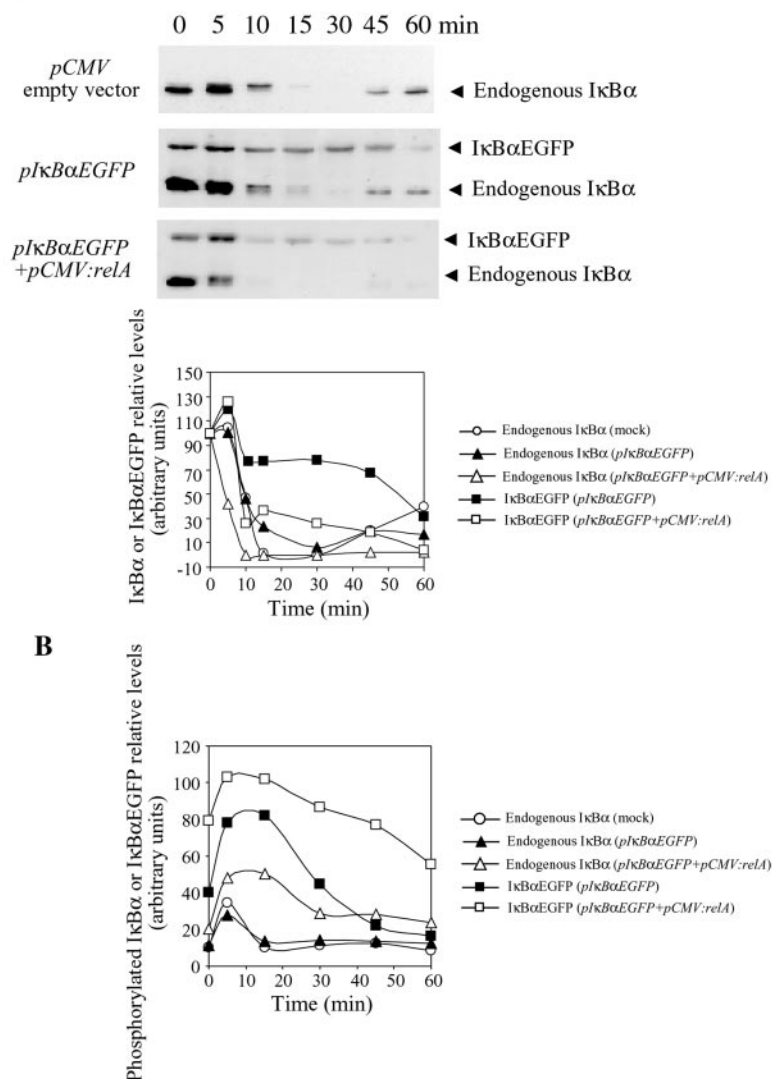 0 5 10 15 30 45 60 min
pCMV
empty vector
◄ Endogenous IκBα
pIκBαEGFP
◄ IκBαEGFP
◄ Endogenous IκBα
pIκBαEGFP
+pCMV:relA
◄ IκBαEGFP
◄ Endogenous IκBα
IκBα or IκBαEGFP relative levels
(arbitrary units)
150
130
110
90
70
50
30
10
-10
0 10 20 30 40 50 60
Time (min)
Endogenous IκBα (mock)
Endogenous IκBα (pIκBαEGFP)
Endogenous IκBα (pIκBαEGFP+pCMV:relA)
IκBαEGFP (pIκBαEGFP)
IκBαEGFP (pIκBαEGFP+pCMV:relA)
B
Phosphorylated IκBα or IκBαEGFP relative levels
(arbitrary units)
120
100
80
60
40
20
0
0 10 20 30 40 50 60
Time (min)
Endogenous IκBα (mock)
Endogenous IκBα (pIκBαEGFP)
Endogenous IκBα (pIκBαEGFP+pCMV:relA)
IκBαEGFP (pIκBαEGFP)
IκBαEGFP (pIκBαEGFP+pCMV:relA)